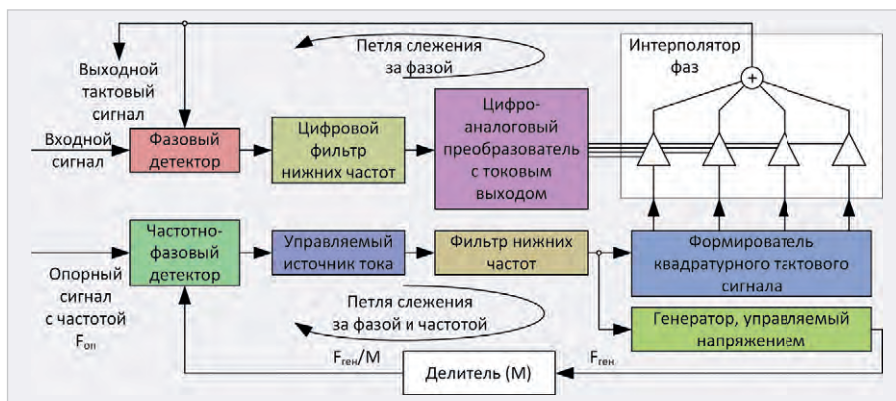 Петля слежения
за фазой
Интерполятор
фаз
Выходной
тактовый
сигнал
+
Входной
сигнал
Фазовый
детектор
Цифровой
фильтр
нижних частот
Цифро-
аналоговый
преобразователь
с токовым
выходом
Частотно-
фазовый
детектор
Управляемый
источник тока
Фильтр нижних
частот
Формирователь
квадратурного тактового
сигнала
Опорный
сигнал
с частотой
Fоп
Петля слежения
за фазой и частотой
Генератор, управляемый
напряжением
Fген/M
Делитель (M)
Fген